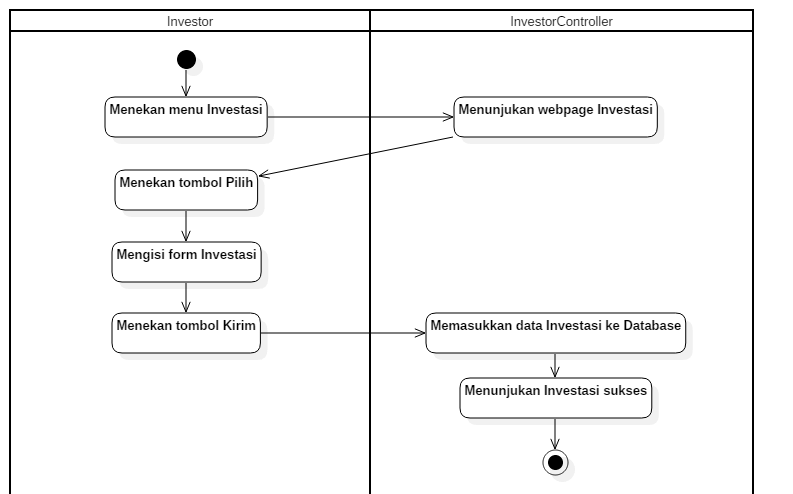 Investor
InvestorController
Menekan menu Investasi
Menunjukan webpage Investasi
Menekan tombol Pilih
Mengisi form Investasi
Menekan tombol Kirim
Memasukkan data Investasi ke Database
Menunjukan Investasi sukses